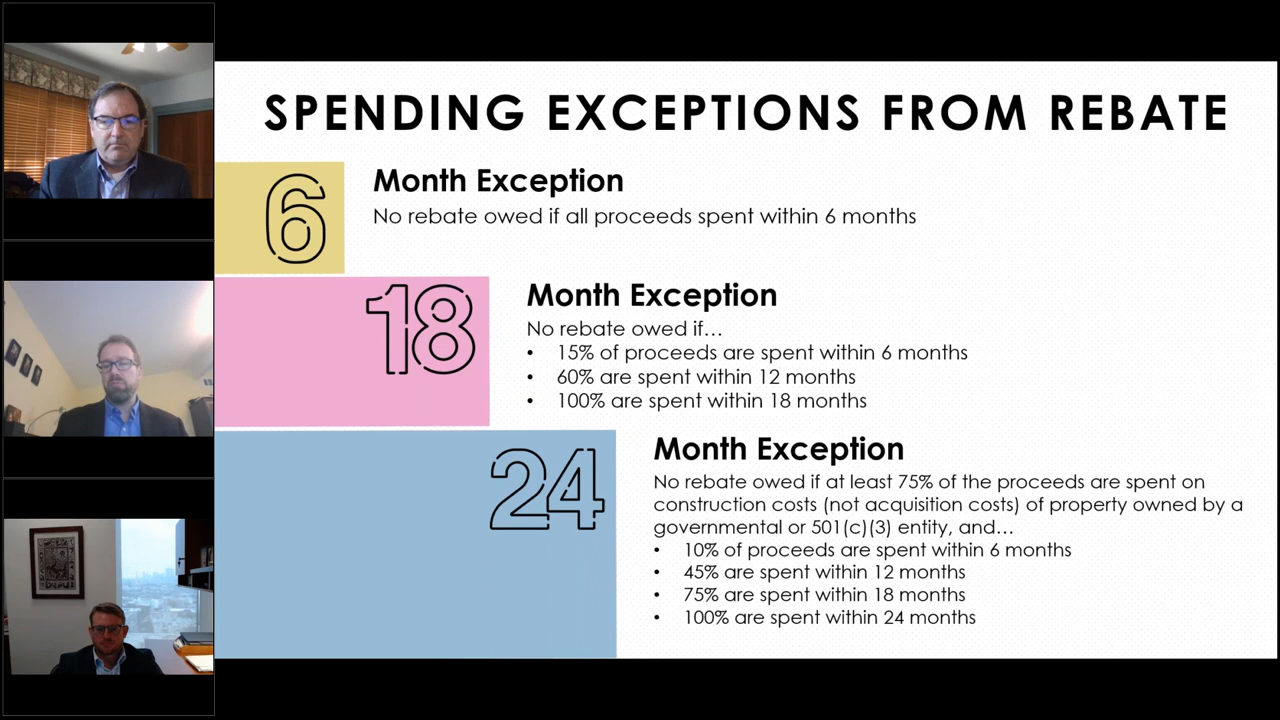 SPENDING EXCEPTIONS FROM REBATE
6
Month Exception
No rebate owed if all proceeds spent within 6 months
18
Month Exception
No rebate owed if…
• 15% of proceeds are spent within 6 months
• 60% are spent within 12 months
• 100% are spent within 18 months
24
Month Exception
No rebate owed if at least 75% of the proceeds are spent on
construction costs (not acquisition costs) of property owned by a
governmental or 501(c)(3) entity, and…
• 10% of proceeds are spent within 6 months
• 45% are spent within 12 months
• 75% are spent within 18 months
• 100% are spent within 24 months